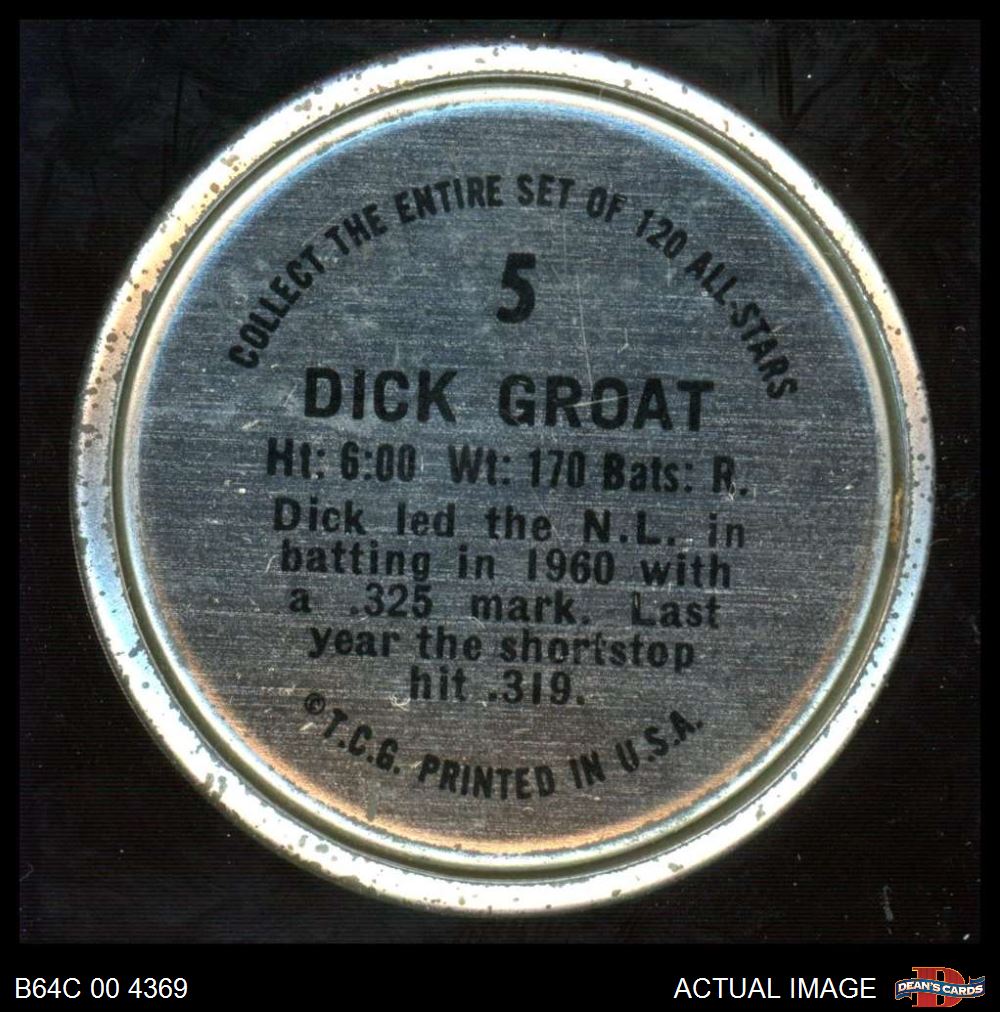 COLLECT THE ENTIRE SET OF 120 ALL-STARS
5
DICK GROAT
Ht: 6:00 Wt: 170 Bats: R.
Dick led the N.L. in
batting in 1960 with
a .325 mark. Last
year the shortstop
hit .319.
©T.C.G. PRINTED IN U.S.A.
B64C 00 4369
ACTUAL IMAGE
DEAN'S CARDS